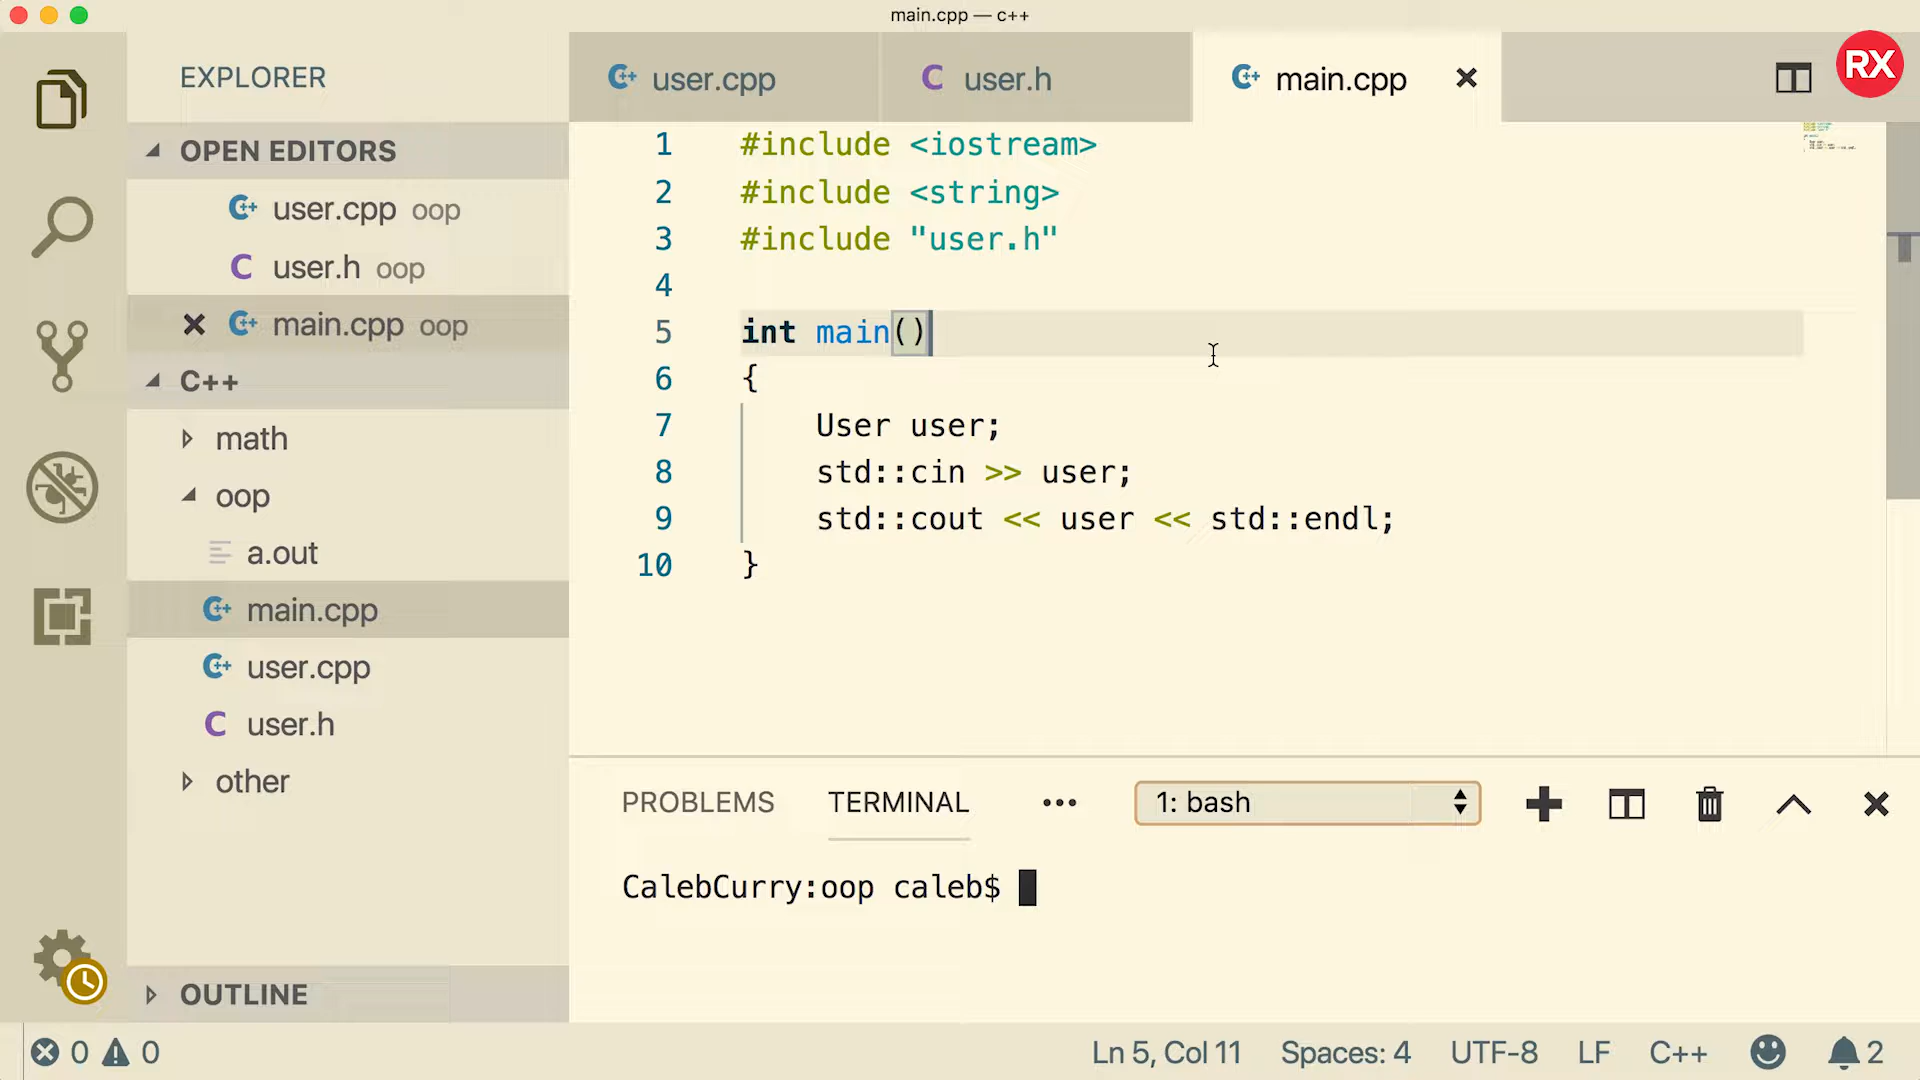 main.cpp — c++
RX
EXPLORER
OPEN EDITORS
user.cpp oop
user.h oop
main.cpp oop
C++
math
oop
a.out
main.cpp
user.cpp
user.h
other
OUTLINE
user.cpp
user.h
main.cpp
1 #include <iostream>
2 #include <string>
3 #include "user.h"
4
5 int main()
6 {
7 User user;
8 std::cin >> user;
9 std::cout << user << std::endl;
10 }
PROBLEMS TERMINAL ••• 1: bash
CalebCurry:oop caleb$
0 0 Ln 5, Col 11 Spaces: 4 UTF-8 LF C++ 2